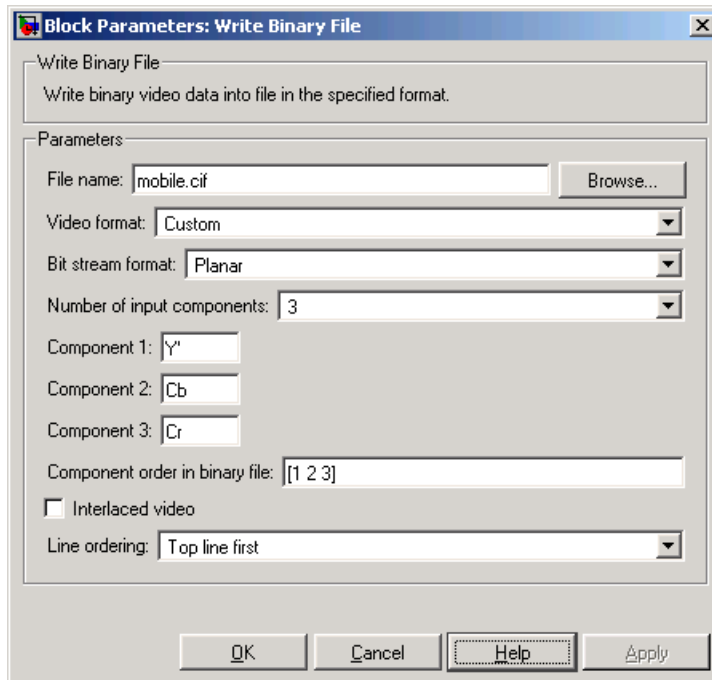 Block Parameters: Write Binary File
Write Binary File
Write binary video data into file in the specified format.
Parameters
File name: mobile.cif Browse...
Video format: Custom
Bit stream format: Planar
Number of input components: 3
Component 1: Y'
Component 2: Cb
Component 3: Cr
Component order in binary file: [1 2 3]
Interlaced video
Line ordering: Top line first
OK Cancel Help Apply